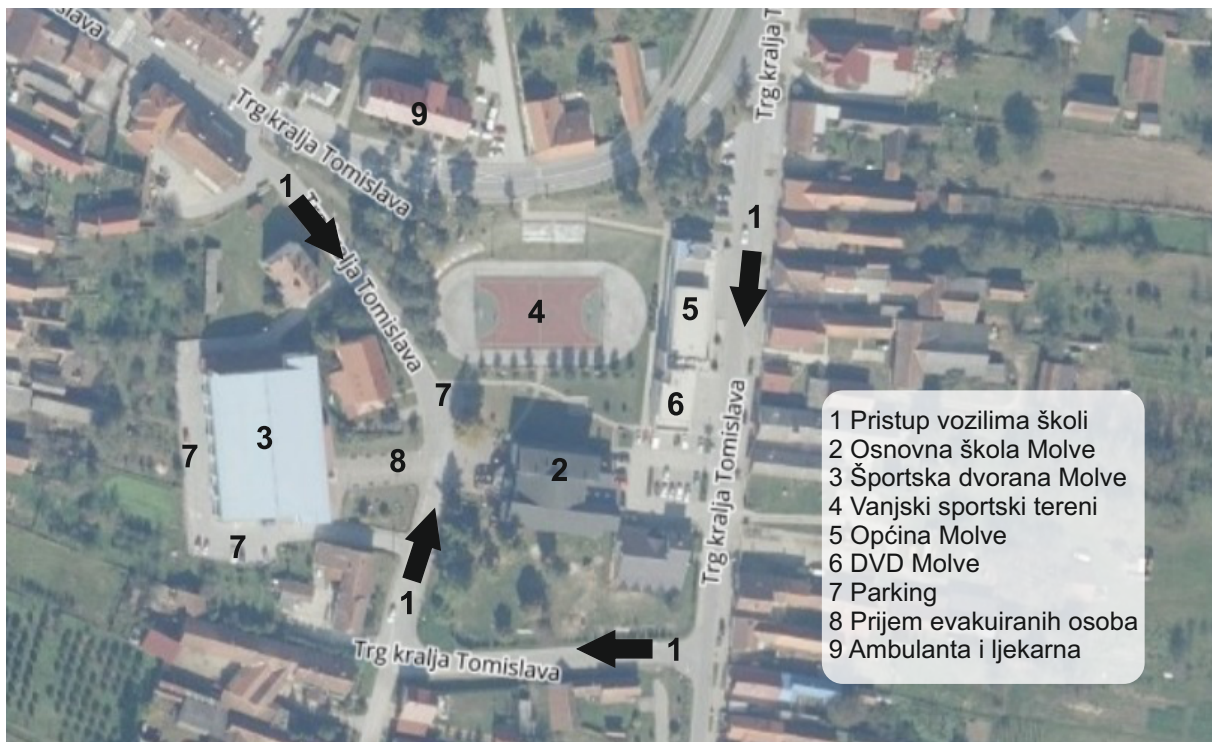 slava
Trg kralja T
Trg kralja Tomislava
9
1
1
Trg kralja Tomislava
4
5
7
6
3
7
8
2
Trg kralja Tomislava
7
1
1
Trg kralja Tomislava
1 Pristup vozilima školi
2 Osnovna škola Molve
3 Športska dvorana Molve
4 Vanjski sportski tereni
5 Općina Molve
6 DVD Molve
7 Parking
8 Prijem evakuiranih osoba
9 Ambulanta i ljekarna